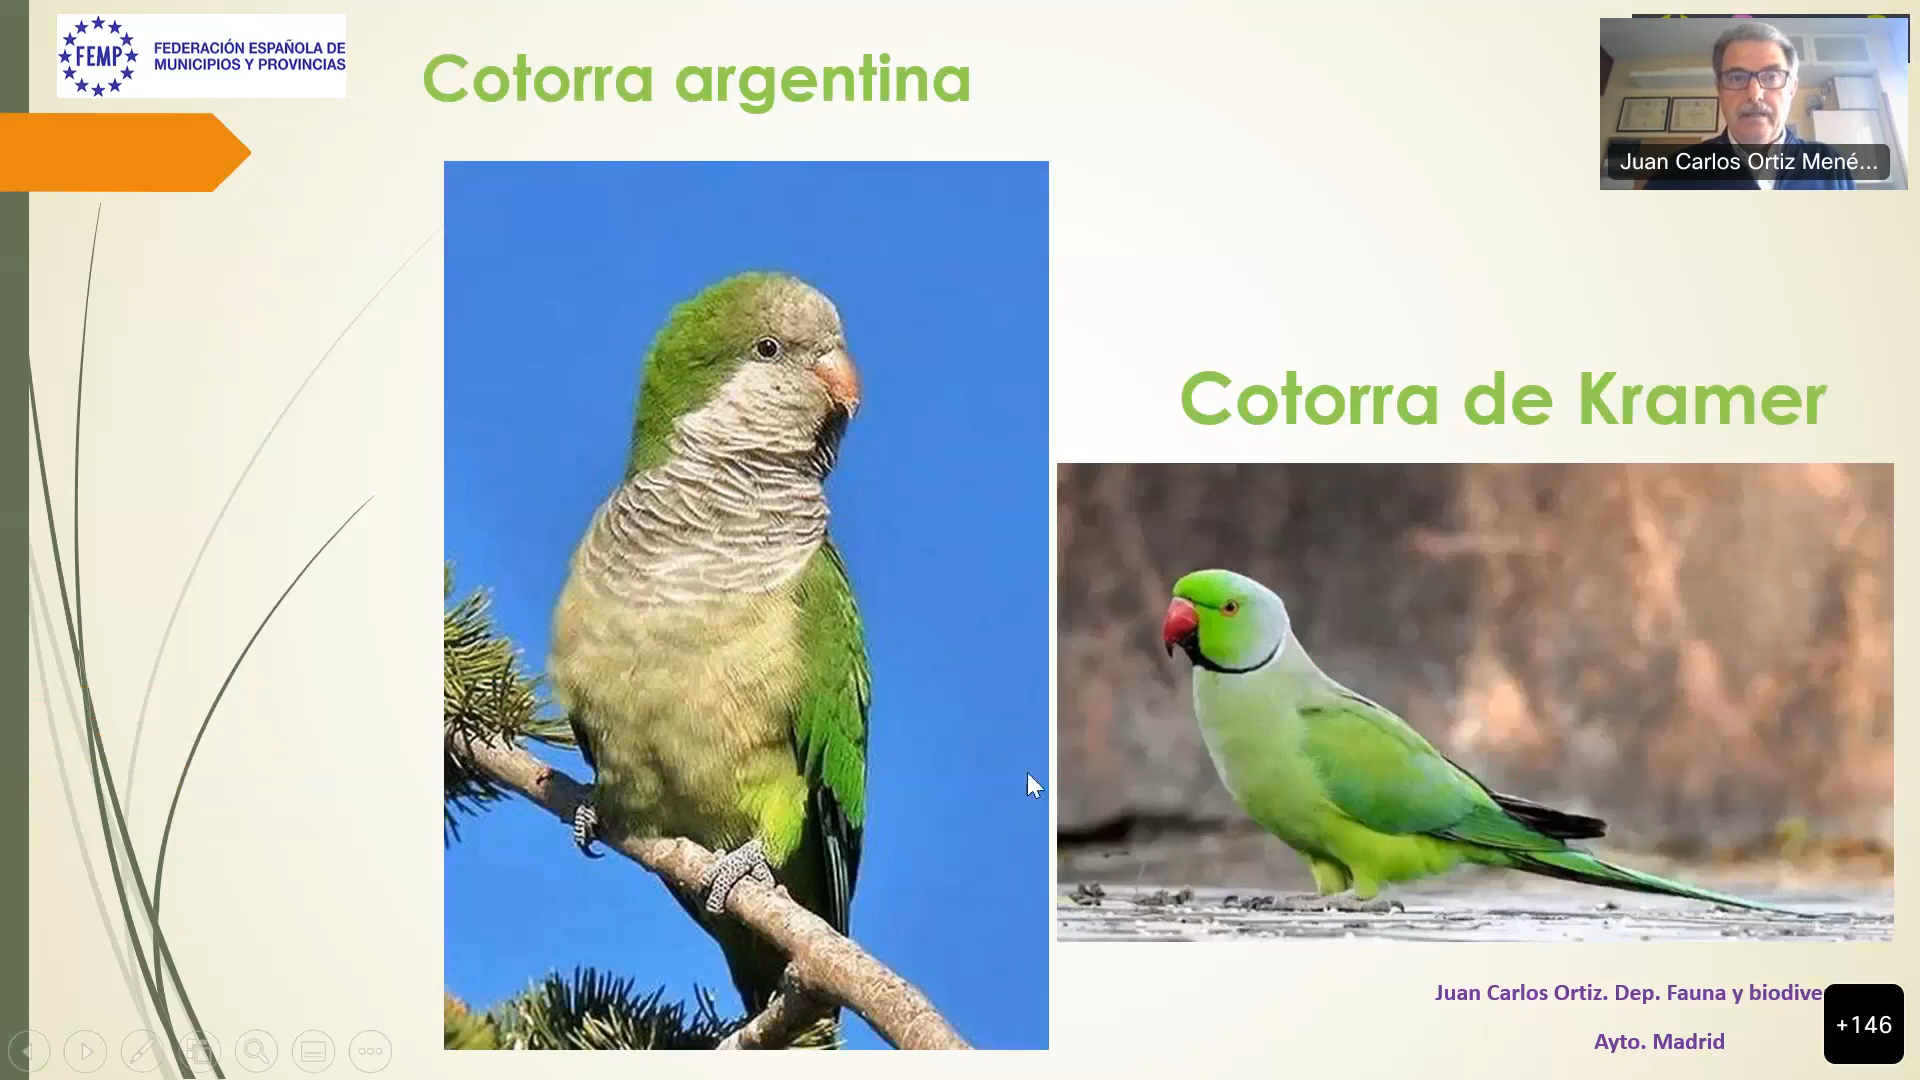 FEMP
FEDERACIÓN ESPAÑOLA DE
MUNICIPIOS Y PROVINCIAS
Cotorra argentina
Juan Carlos Ortiz Mené...
Cotorra de Kramer
Juan Carlos Ortiz. Dep. Fauna y biodive
Ayto. Madrid
+146